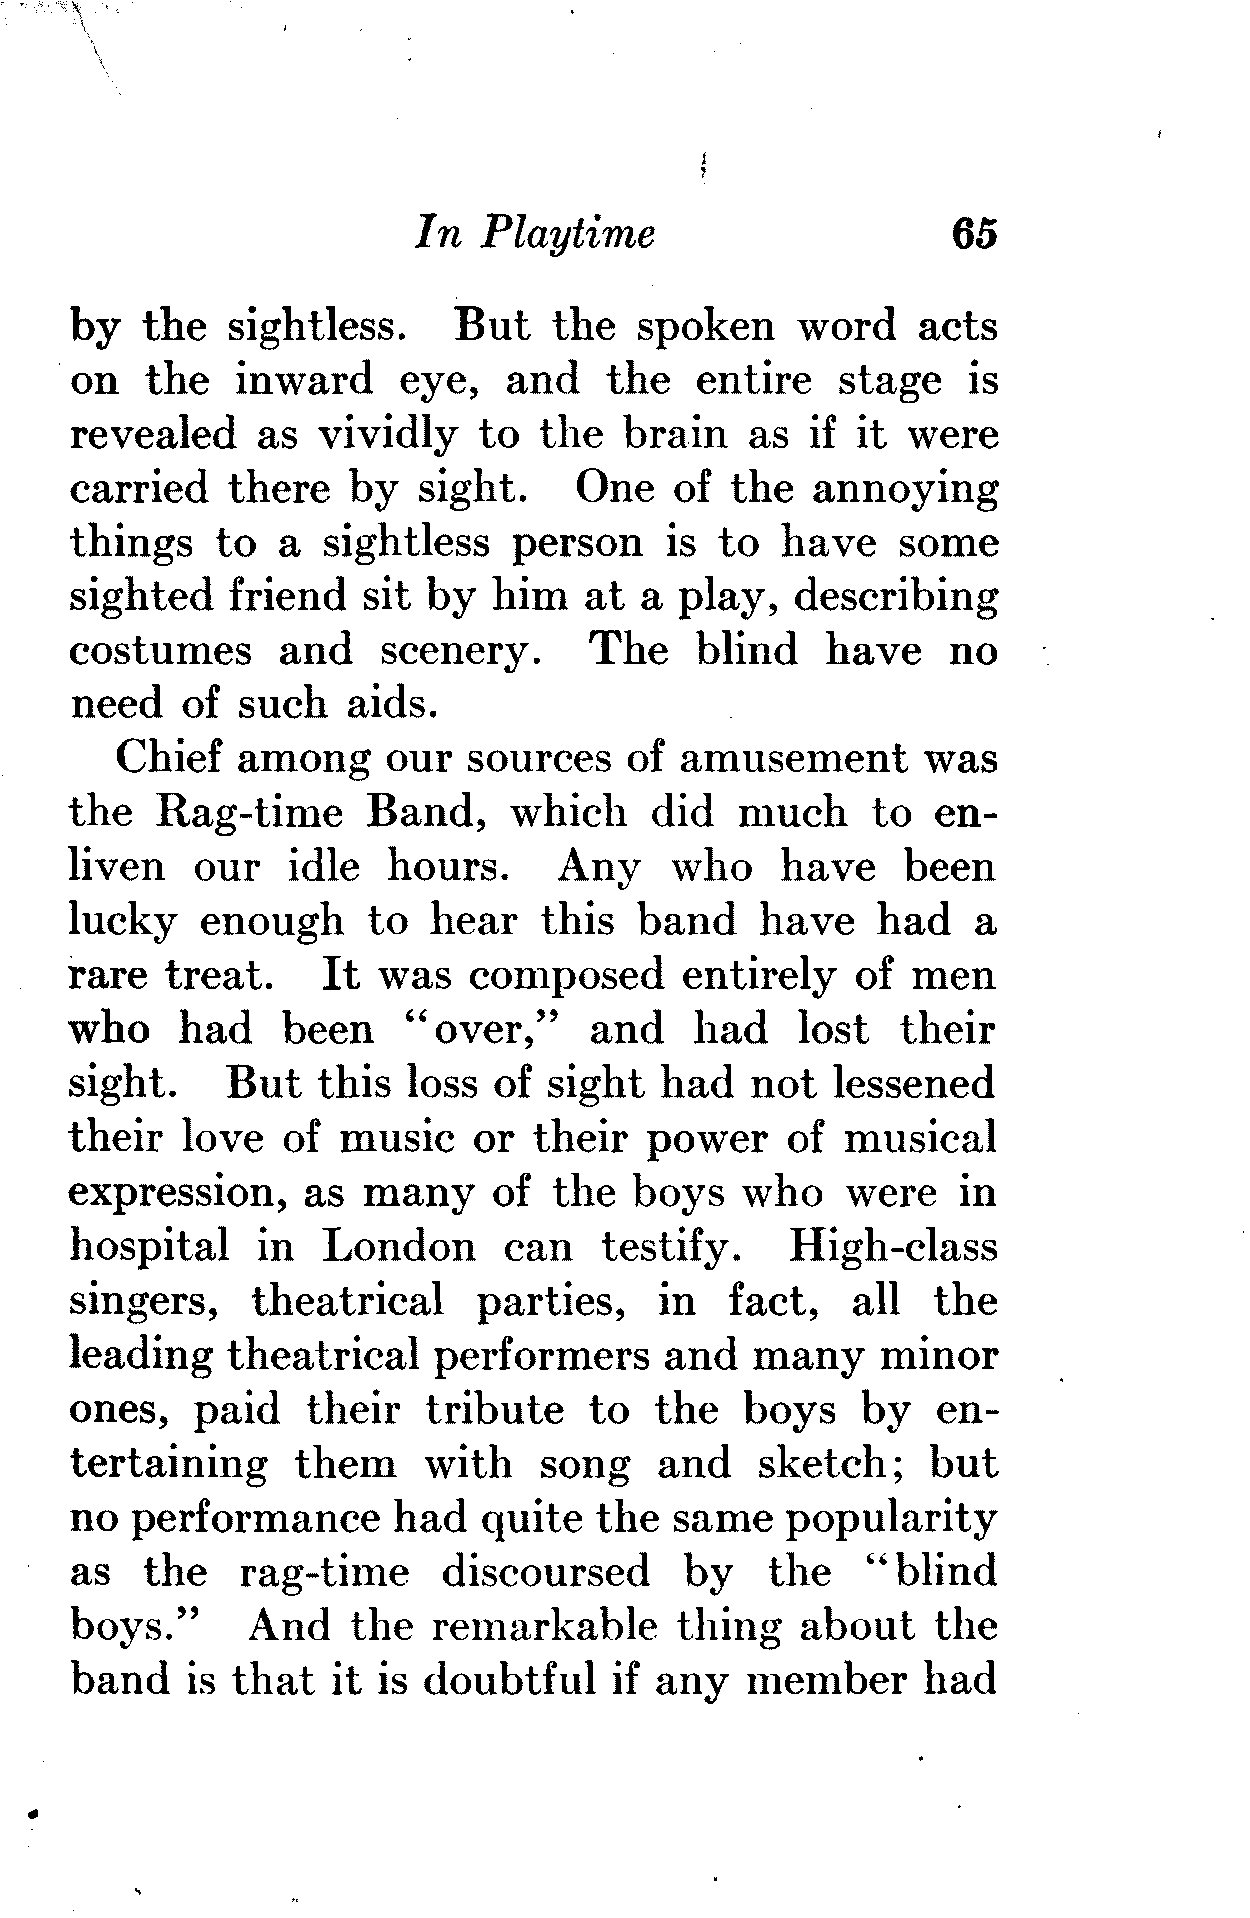 In Playtime 65
by the sightless. But the spoken word acts
on the inward eye, and the entire stage is
revealed as vividly to the brain as if it were
carried there by sight. One of the annoying
things to a sightless person is to have some
sighted friend sit by him at a play, describing
costumes and scenery. The blind have no
need of such aids.
Chief among our sources of amusement was
the Rag-time Band, which did much to en-
liven our idle hours. Any who have been
lucky enough to hear this band have had a
rare treat. It was composed entirely of men
who had been “over,” and had lost their
sight. But this loss of sight had not lessened
their love of music or their power of musical
expression, as many of the boys who were in
hospital in London can testify. High-class
singers, theatrical parties, in fact, all the
leading theatrical performers and many minor
ones, paid their tribute to the boys by en-
tertaining them with song and sketch; but
no performance had quite the same popularity
as the rag-time discoursed by the “blind
boys.” And the remarkable thing about the
band is that it is doubtful if any member had